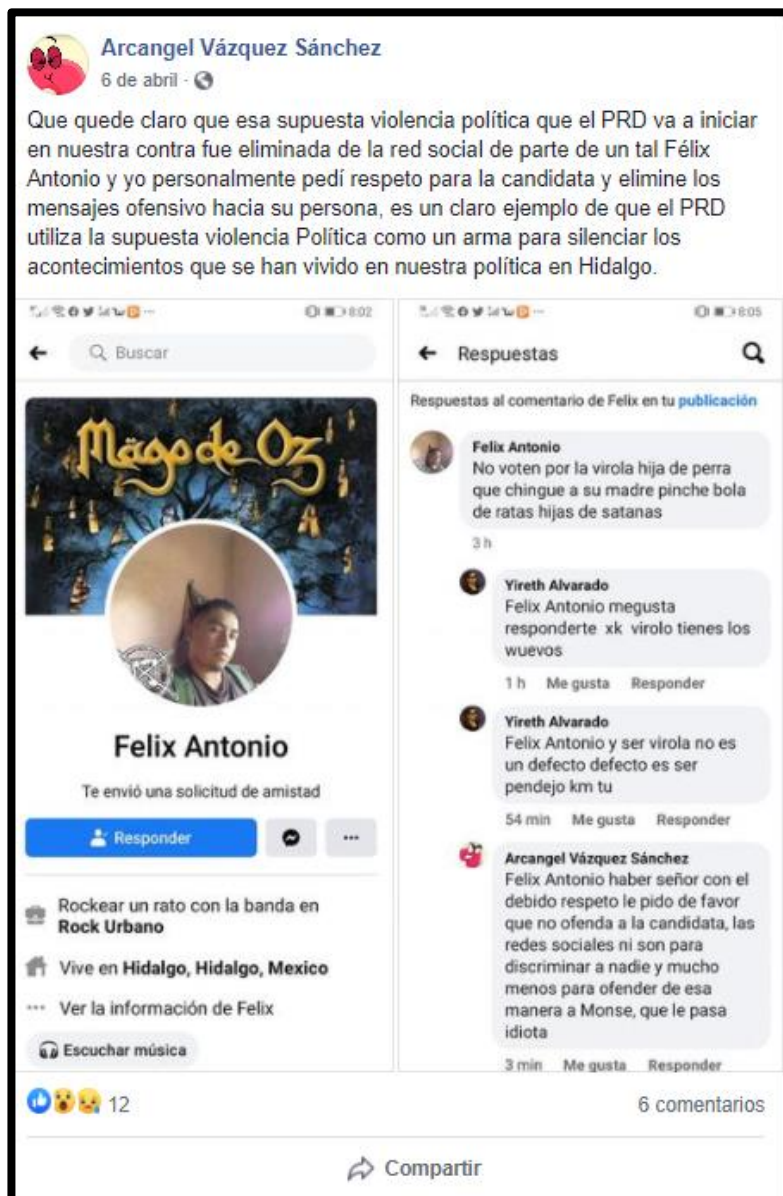 Arcangel Vázquez Sánchez
6 de abril ·
Que quede claro que esa supuesta violencia política que el PRD va a iniciar
en nuestra contra fue eliminada de la red social de parte de un tal Félix
Antonio y yo personalmente pedí respeto para la candidata y elimine los
mensajes ofensivo hacia su persona, es un claro ejemplo de que el PRD
utiliza la supuesta violencia Política como un arma para silenciar los
acontecimientos que se han vivido en nuestra política en Hidalgo.
8:02
Buscar
Mägo de Oz
Felix Antonio
Te envió una solicitud de amistad
Responder
Rockear un rato con la banda en
Rock Urbano
Vive en Hidalgo, Hidalgo, Mexico
Ver la información de Felix
Escuchar música
8:05
Respuestas
Respuestas al comentario de Felix en tu publicación
Felix Antonio
No voten por la virola hija de perra
que chingue a su madre pinche bola
de ratas hijas de satanas
3 h
Yireth Alvarado
Felix Antonio megusta
responderte xk virolo tienes los
wuevos
1 h Me gusta Responder
Yireth Alvarado
Felix Antonio y ser virola no es
un defecto defecto es ser
pendejo km tu
54 min Me gusta Responder
Arcangel Vázquez Sánchez
Felix Antonio haber señor con el
debido respeto le pido de favor
que no ofenda a la candidata, las
redes sociales ni son para
discriminar a nadie y mucho
menos para ofender de esa
manera a Monse, que le pasa
idiota
3 min Me gusta Responder
12
6 comentarios
Compartir